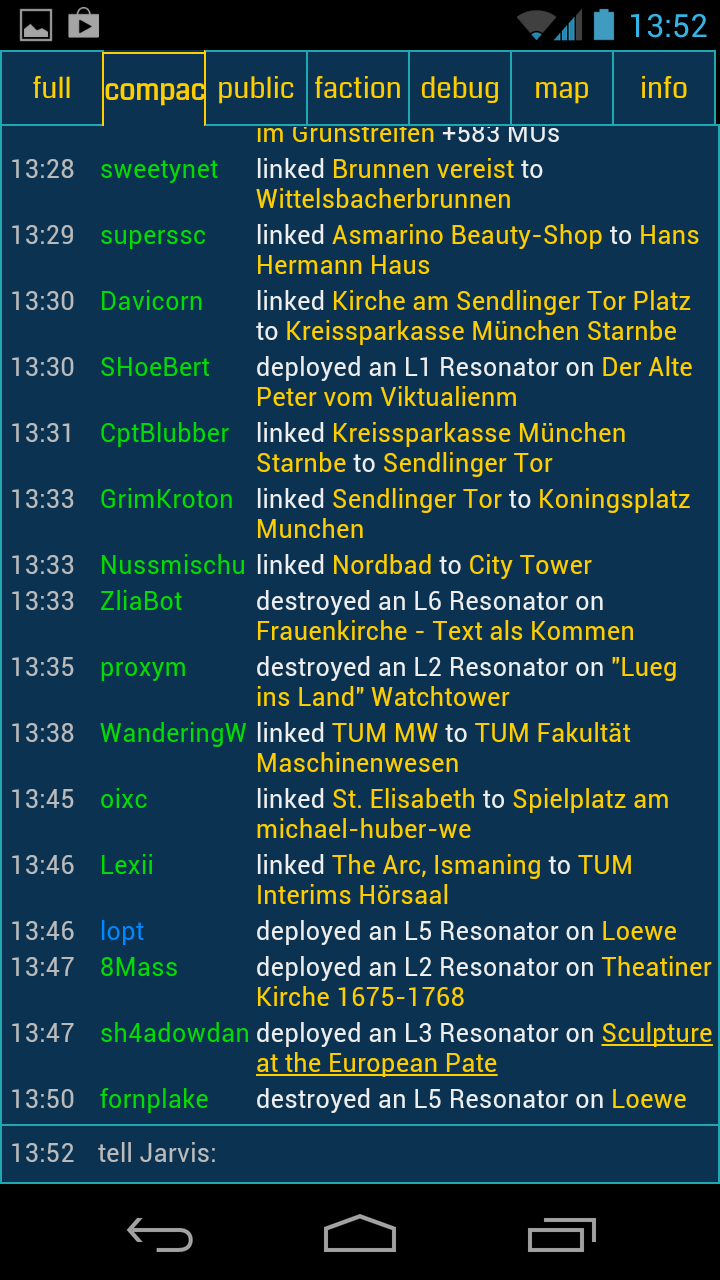 13:52
full compac public faction debug map info
im Grünstreifen +583 MUs
13:28 sweetynet linked Brunnen vereist to
Wittelsbacherbrunnen
13:29 superssc linked Asmarino Beauty-Shop to Hans
Hermann Haus
13:30 Davicorn linked Kirche am Sendlinger Tor Platz
to Kreissparkasse München Starnbe
13:30 SHoeBert deployed an L1 Resonator on Der Alte
Peter vom Viktualienm
13:31 CptBlubber linked Kreissparkasse München
Starnbe to Sendlinger Tor
13:33 GrimKroton linked Sendlinger Tor to Koningsplatz
Munchen
13:33 Nussmischu linked Nordbad to City Tower
13:33 ZliaBot destroyed an L6 Resonator on
Frauenkirche - Text als Kommen
13:35 proxym destroyed an L2 Resonator on "Lueg
ins Land" Watchtower
13:38 WanderingW linked TUM MW to TUM Fakultät
Maschinenwesen
13:45 oixc linked St. Elisabeth to Spielplatz am
michael-huber-we
13:46 Lexii linked The Arc, Ismaning to TUM
Interims Hörsaal
13:46 lopt deployed an L5 Resonator on Loewe
13:47 8Mass deployed an L2 Resonator on Theatiner
Kirche 1675-1768
13:47 sh4adowdan deployed an L3 Resonator on Sculpture
at the European Pate
13:50 fornplake destroyed an L5 Resonator on Loewe
13:52 tell Jarvis: